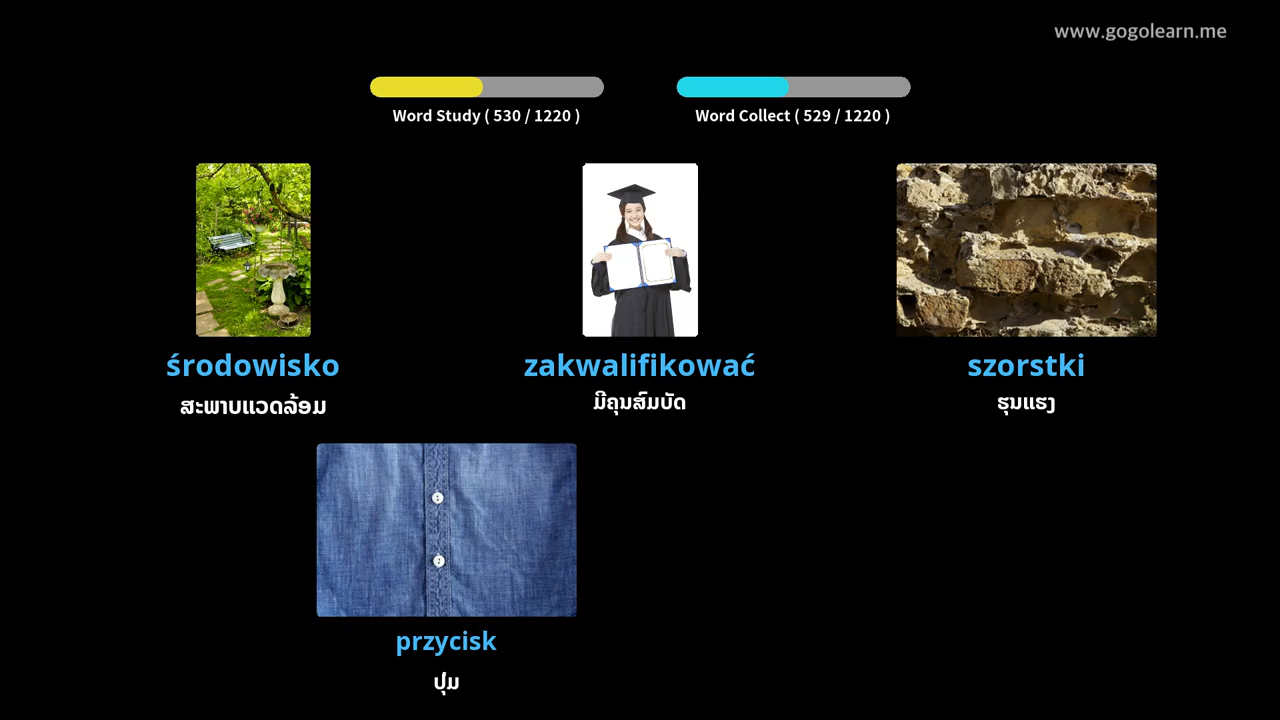 www.gogolearn.me
Word Study ( 530 / 1220 )
Word Collect ( 529 / 1220 )
środowisko
ສະພາບແວດລ້ອມ
zakwalifikować
ມີຄຸນສົມບັດ
szorstki
ຮຸນແຮງ
przycisk
ປຸ່ມ